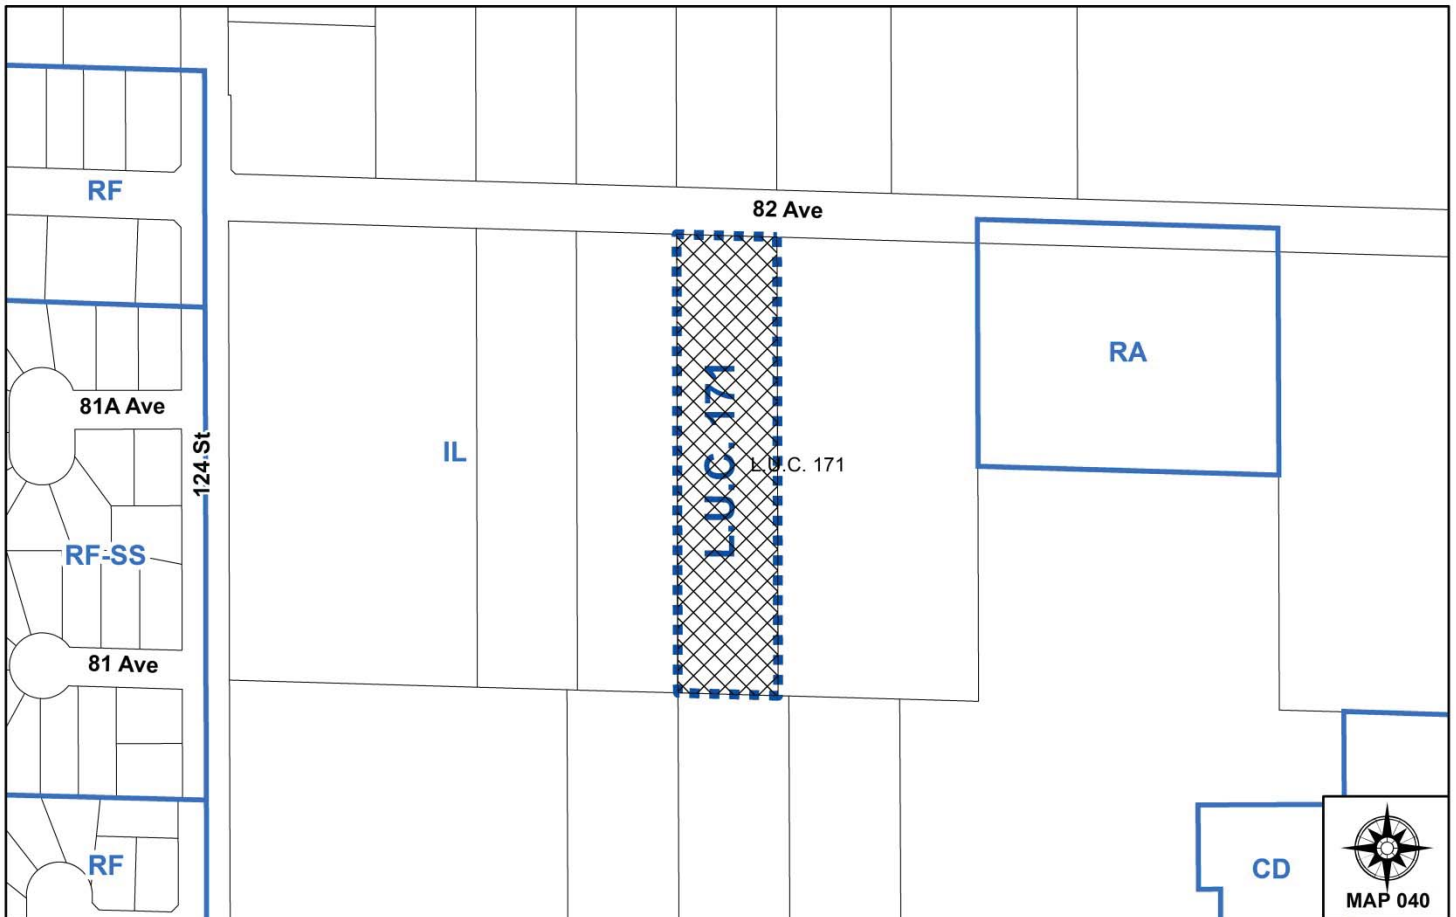 RF
82 Ave
RA
81A Ave
124 St
IL
L.U.C. 171
L.U.C. 171
RF-SS
81 Ave
RF
CD
MAP 040